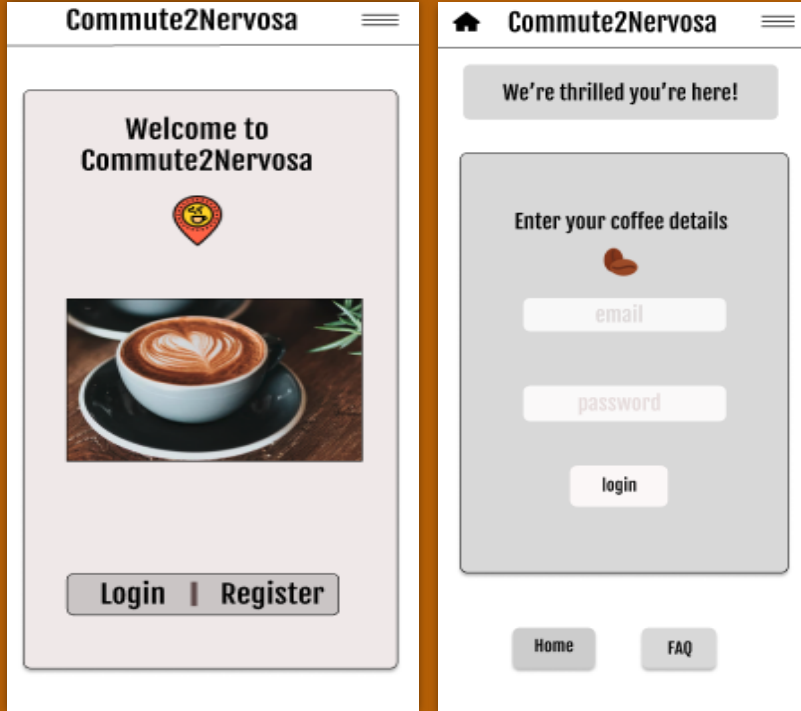 Commute2Nervosa
Welcome to
Commute2Nervosa
Login | Register
Commute2Nervosa
We're thrilled you're here!
Enter your coffee details
email
password
login
Home
FAQ